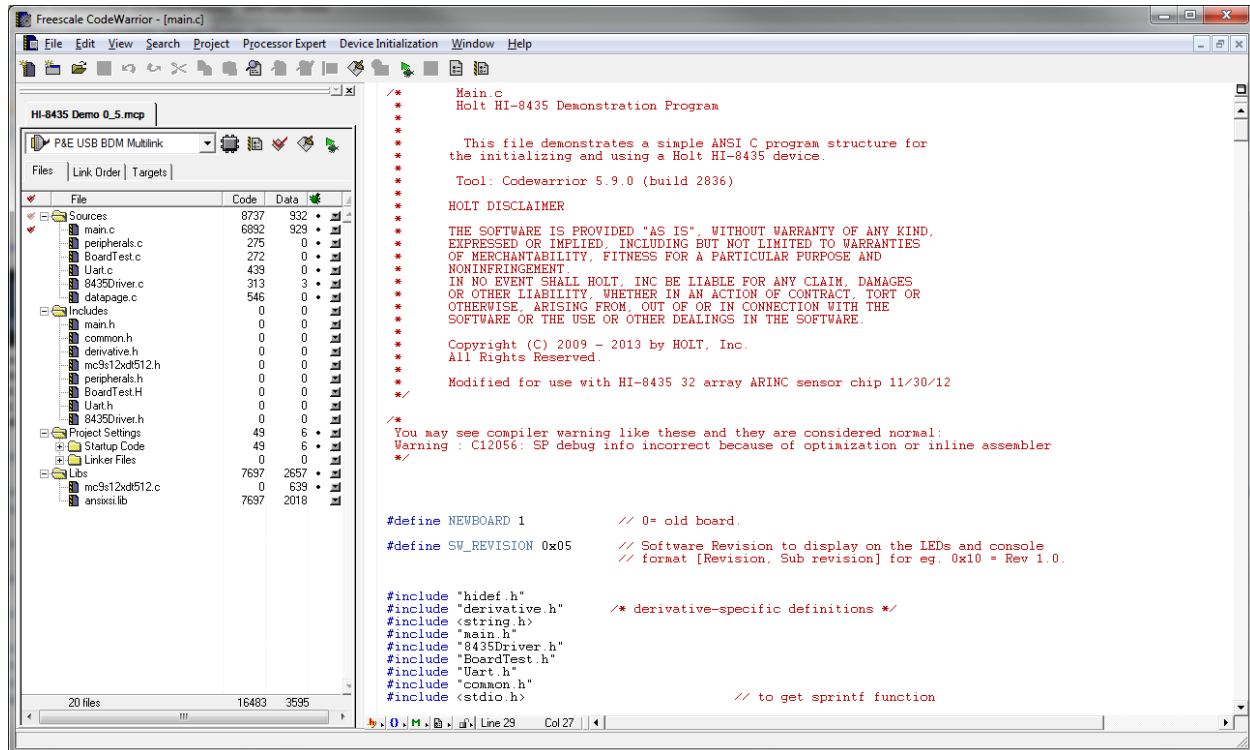 Freescale CodeWarrior - [main.c]
File Edit View Search Project Processor Expert Device Initialization Window Help
HI-8435 Demo 0_5.mcp
P&E USB BDM Multilink
Files Link Order Targets
File Code Data
Sources 8737 932
main.c 6892 929
peripherals.c 275 0
BoardTest.c 272 0
Uart.c 439 0
8435Driver.c 313 3
datapage.c 546 0
Includes 0 0
main.h 0 0
common.h 0 0
derivative.h 0 0
mc9s12xdt512.h 0 0
peripherals.h 0 0
BoardTest.H 0 0
Uart.h 0 0
8435Driver.h 0 0
Project Settings 49 6
Startup Code 49 6
Linker Files 0 0
Libs 7697 2657
mc9s12xdt512.c 0 639
ansixsi.lib 7697 2018
20 files 16483 3595
/* Main.c
* Holt HI-8435 Demonstration Program
*
*
* This file demonstrates a simple ANSI C program structure for
* the initializing and using a Holt HI-8435 device.
*
* Tool: Codewarrior 5.9.0 (build 2836)
*
* HOLT DISCLAIMER
*
* THE SOFTWARE IS PROVIDED "AS IS", WITHOUT WARRANTY OF ANY KIND,
* EXPRESSED OR IMPLIED, INCLUDING BUT NOT LIMITED TO WARRANTIES
* OF MERCHANTABILITY, FITNESS FOR A PARTICULAR PURPOSE AND
* NONINFRINGEMENT.
* IN NO EVENT SHALL HOLT, INC BE LIABLE FOR ANY CLAIM, DAMAGES
* OR OTHER LIABILITY, WHETHER IN AN ACTION OF CONTRACT, TORT OR
* OTHERWISE, ARISING FROM, OUT OF OR IN CONNECTION WITH THE
* SOFTWARE OR THE USE OR OTHER DEALINGS IN THE SOFTWARE.
*
* Copyright (C) 2009 - 2013 by HOLT, Inc.
* All Rights Reserved.
*
* Modified for use with HI-8435 32 array ARINC sensor chip 11/30/12
*/
/*
You may see compiler warning like these and they are considered normal:
Warning : C12056: SP debug info incorrect because of optimization or inline assembler
*/
#define NEWBOARD 1 // 0= old board.
#define SW_REVISION 0x05 // Software Revision to display on the LEDs and console
// format [Revision, Sub revision] for eg. 0x10 = Rev 1.0.
#include "hidef.h"
#include "derivative.h" /* derivative-specific definitions */
#include <string.h>
#include "main.h"
#include "8435Driver.h"
#include "BoardTest.h"
#include "Uart.h"
#include "common.h"
#include <stdio.h> // to get sprintf function
Line 29 Col 27